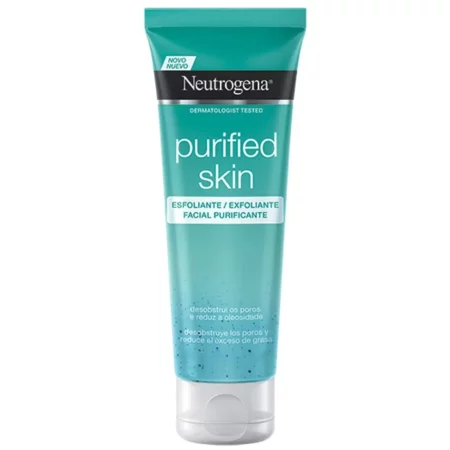 NOVO
NUEVO
Neutrogena®
DERMATOLOGIST TESTED
purified
skin
ESFOLIANTE / EXFOLIANTE
FACIAL PURIFICANTE
desobstrui os poros
e reduz a oleosidade
desobstruye los poros y
reduce el exceso de grasa